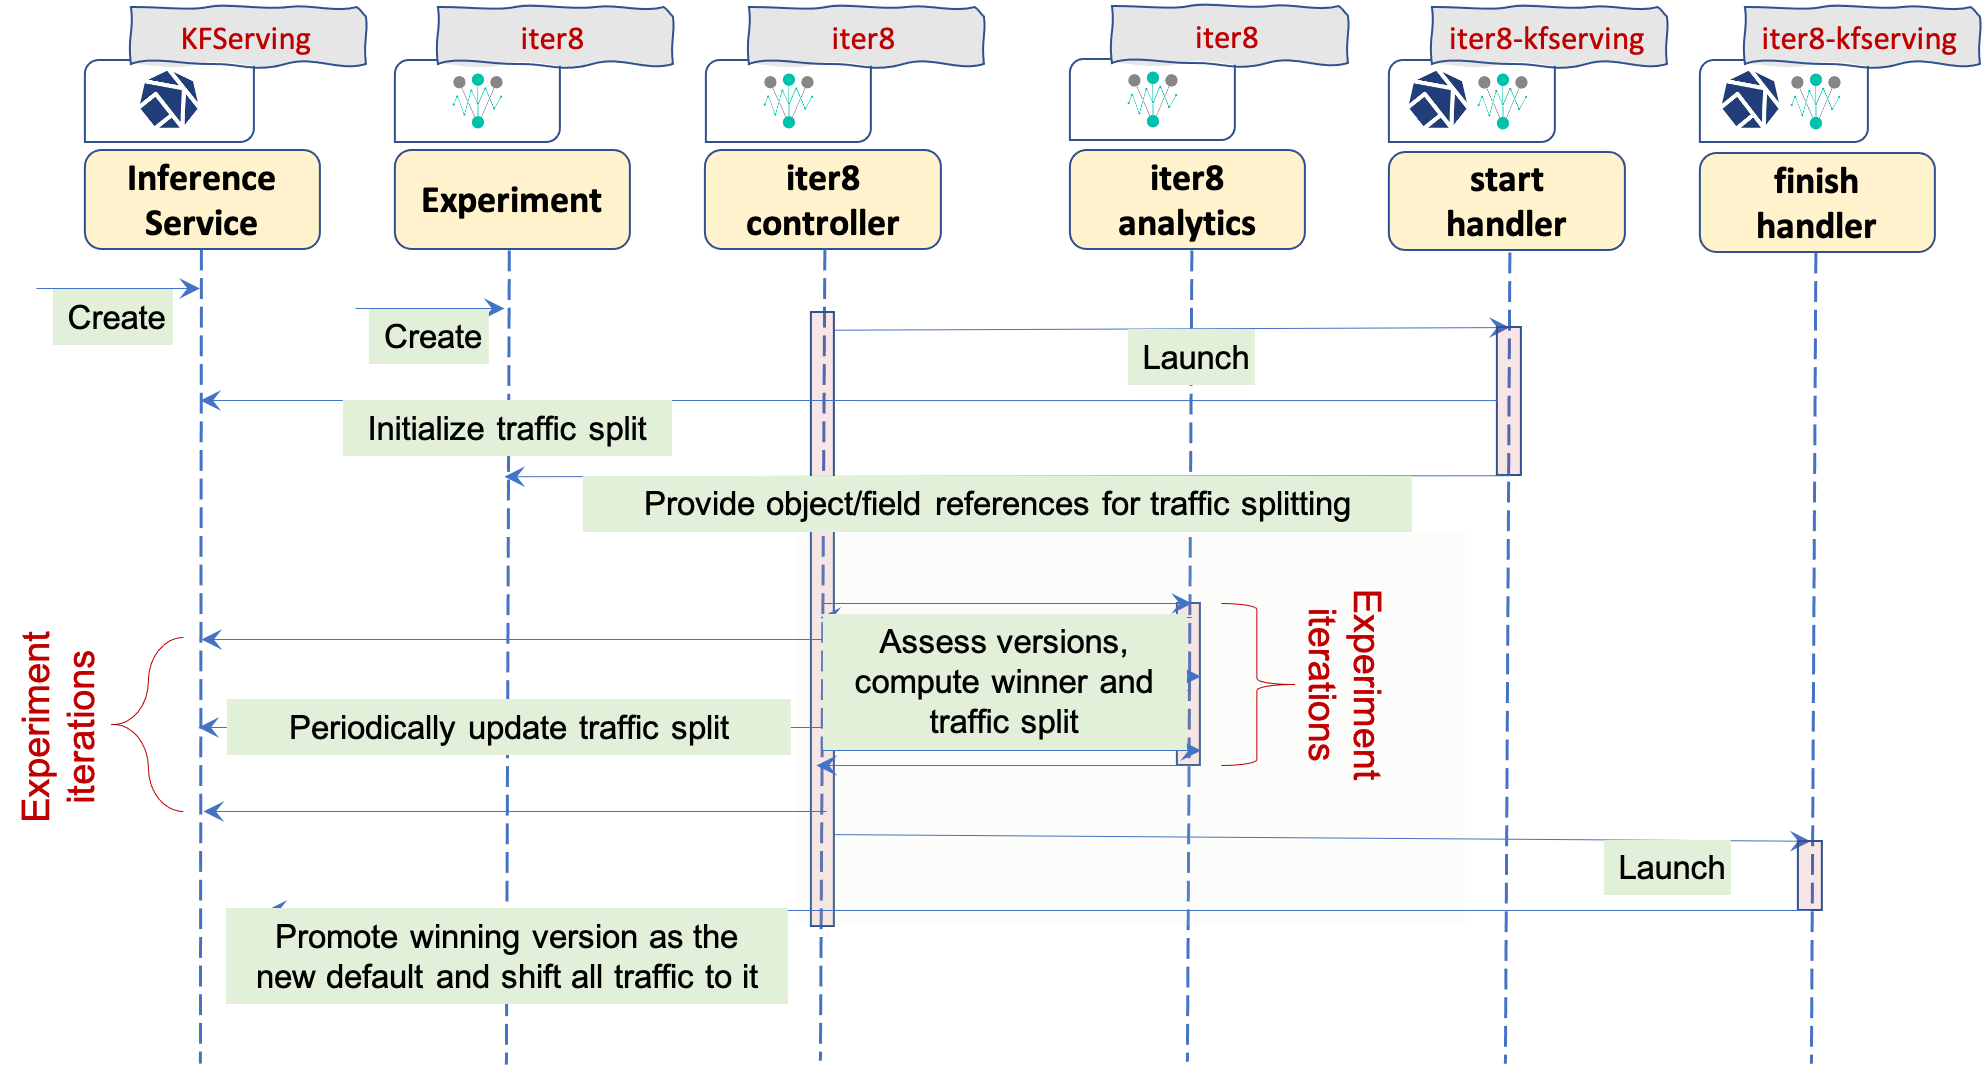 KFServing
iter8
iter8
iter8
iter8-kfserving
iter8-kfserving
Inference
Service
Experiment
iter8
controller
iter8
analytics
start
handler
finish
handler
Create
Create
Launch
Initialize traffic split
Provide object/field references for traffic splitting
Experiment
iterations
Assess versions,
compute winner and
traffic split
Experiment
iterations
Periodically update traffic split
Launch
Promote winning version as the
new default and shift all traffic to it